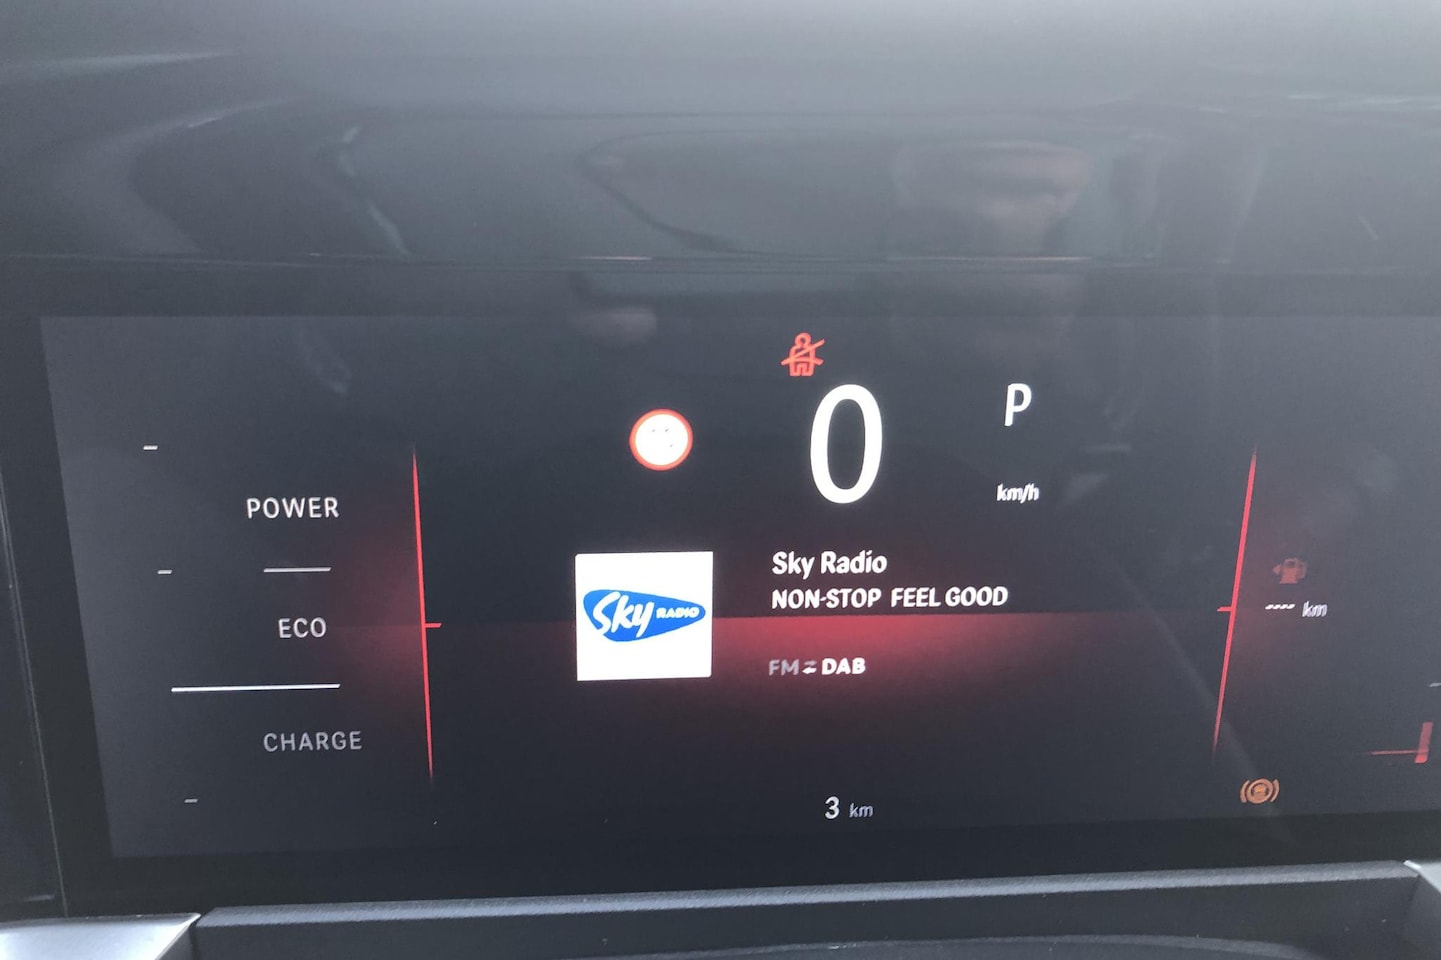 0
P
km/h
POWER
ECO
CHARGE
Sky RADIO
Sky Radio
NON-STOP FEEL GOOD
FM DAB
---- km
3 km